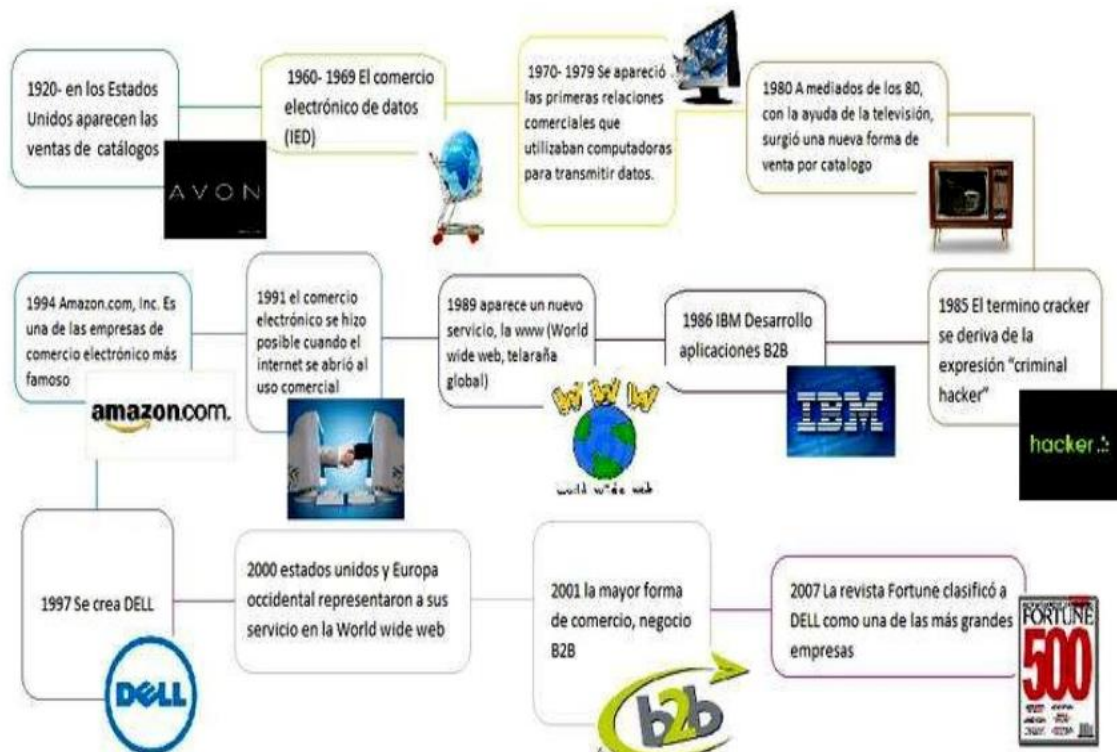 1920- en los Estados
Unidos aparecen las
ventas de catálogos
AVON
1960- 1969 El comercio
electrónico de datos
(IED)
1970- 1979 Se apareció
las primeras relaciones
comerciales que
utilizaban computadoras
para transmitir datos.
1980 A mediados de los 80,
con la ayuda de la televisión,
surgió una nueva forma de
venta por catalogo
1985 El termino cracker
se deriva de la
expresión “criminal
hacker”
hacker.:
1986 IBM Desarrollo
aplicaciones B2B
IBM
1989 aparece un nuevo
servicio, la www (World
wide web, telaraña
global)
WWW
world wide web
1991 el comercio
electrónico se hizo
posible cuando el
internet se abrió al
uso comercial
1994 Amazon.com, Inc. Es
una de las empresas de
comercio electrónico más
famoso
amazon.com.
1997 Se crea DELL
DELL
2000 estados unidos y Europa
occidental representaron a sus
servicio en la World wide web
2001 la mayor forma
de comercio, negocio
B2B
b2b
2007 La revista Fortune clasificó a
DELL como una de las más grandes
empresas
FORTUNE
500